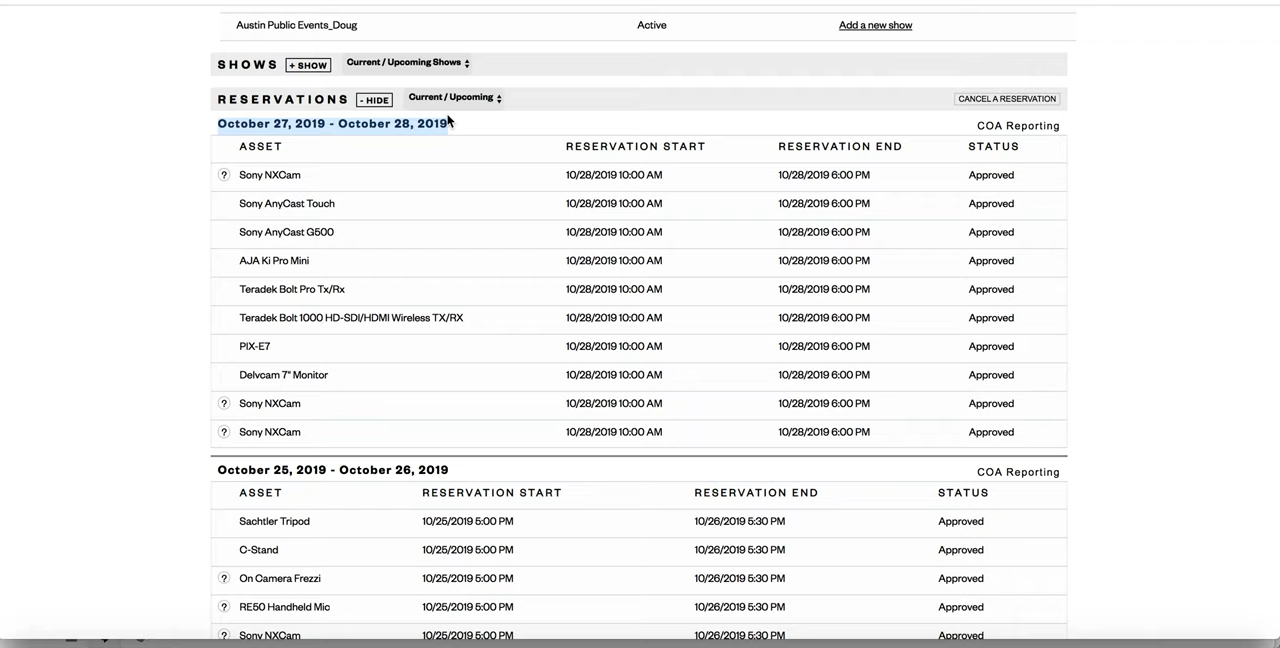 Austin Public Events_Doug Active Add a new show
SHOWS + SHOW Current / Upcoming Shows
RESERVATIONS - HIDE Current / Upcoming CANCEL A RESERVATION
October 27, 2019 - October 28, 2019 COA Reporting
ASSET RESERVATION START RESERVATION END STATUS
? Sony NXCam 10/28/2019 10:00 AM 10/28/2019 6:00 PM Approved
Sony AnyCast Touch 10/28/2019 10:00 AM 10/28/2019 6:00 PM Approved
Sony AnyCast G500 10/28/2019 10:00 AM 10/28/2019 6:00 PM Approved
AJA Ki Pro Mini 10/28/2019 10:00 AM 10/28/2019 6:00 PM Approved
Teradek Bolt Pro Tx/Rx 10/28/2019 10:00 AM 10/28/2019 6:00 PM Approved
Teradek Bolt 1000 HD-SDI/HDMI Wireless TX/RX 10/28/2019 10:00 AM 10/28/2019 6:00 PM Approved
PIX-E7 10/28/2019 10:00 AM 10/28/2019 6:00 PM Approved
Delvcam 7" Monitor 10/28/2019 10:00 AM 10/28/2019 6:00 PM Approved
? Sony NXCam 10/28/2019 10:00 AM 10/28/2019 6:00 PM Approved
? Sony NXCam 10/28/2019 10:00 AM 10/28/2019 6:00 PM Approved
October 25, 2019 - October 26, 2019 COA Reporting
ASSET RESERVATION START RESERVATION END STATUS
Sachtler Tripod 10/25/2019 5:00 PM 10/26/2019 5:30 PM Approved
C-Stand 10/25/2019 5:00 PM 10/26/2019 5:30 PM Approved
? On Camera Frezzi 10/25/2019 5:00 PM 10/26/2019 5:30 PM Approved
? RE50 Handheld Mic 10/25/2019 5:00 PM 10/26/2019 5:30 PM Approved
? Sony NXCam 10/25/2019 5:00 PM 10/26/2019 5:30 PM Approved